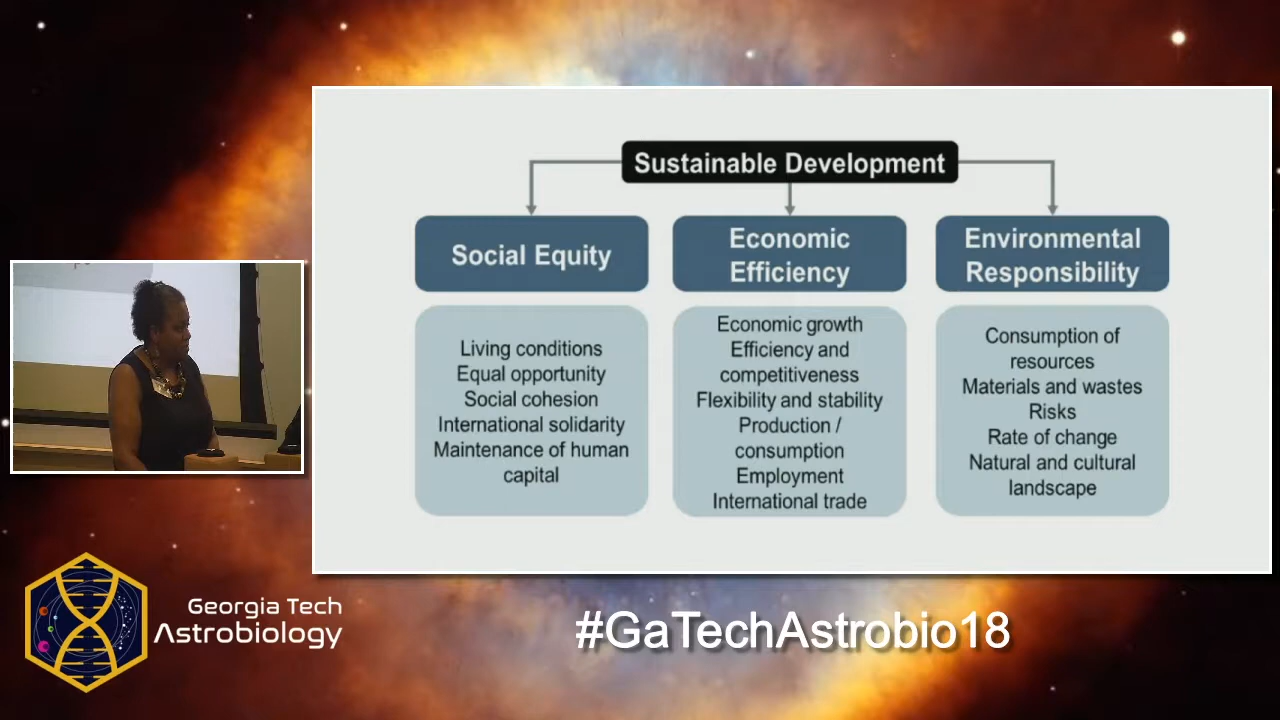 Sustainable Development
Social Equity
Living conditions
Equal opportunity
Social cohesion
International solidarity
Maintenance of human
capital
Economic
Efficiency
Economic growth
Efficiency and
competitiveness
Flexibility and stability
Production /
consumption
Employment
International trade
Environmental
Responsibility
Consumption of
resources
Materials and wastes
Risks
Rate of change
Natural and cultural
landscape
Georgia Tech
Astrobiology
#GaTechAstrobio18